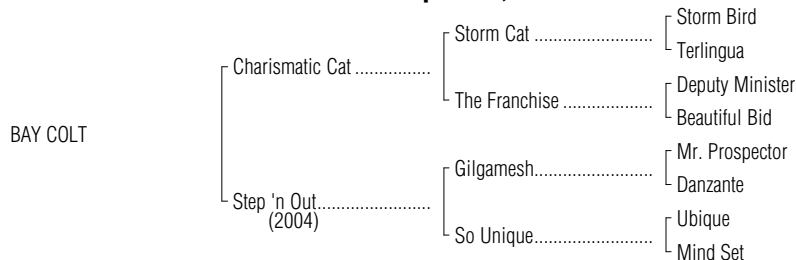 Storm Bird
Storm Cat ......................
Terlingua
Charismatic Cat ................
Deputy Minister
The Franchise ..................
Beautiful Bid
BAY COLT
Mr. Prospector
Gilgamesh.......................
Danzante
Step 'n Out........................
(2004)
Ubique
So Unique.......................
Mind Set